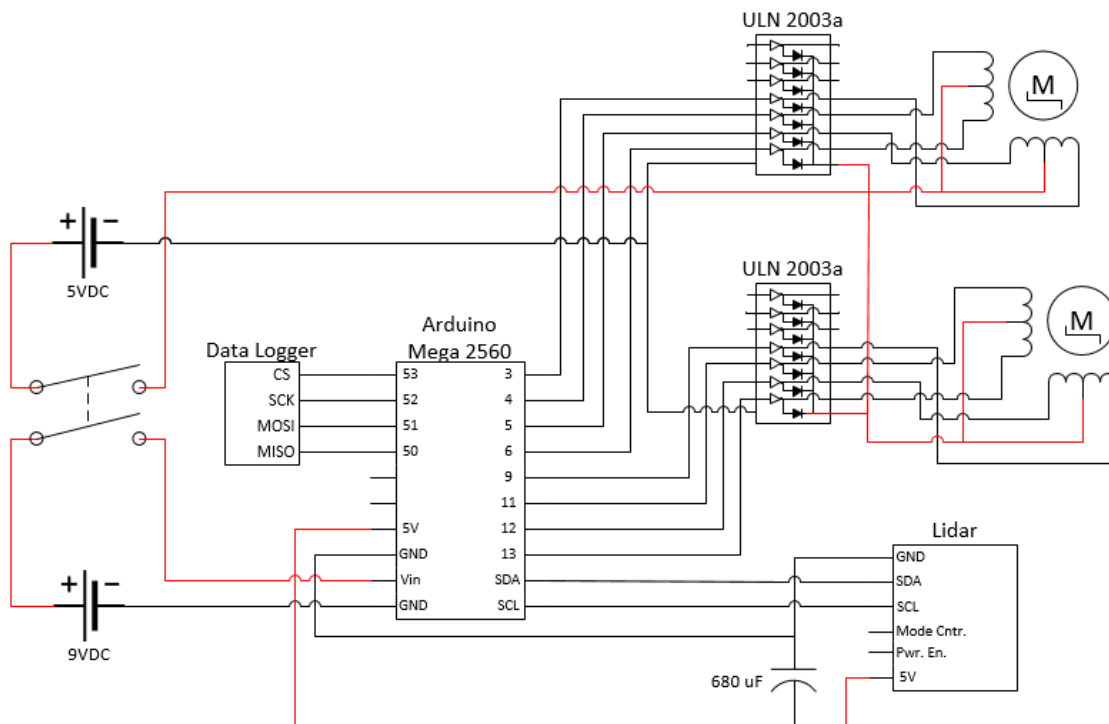 ULN 2003a
M
+ −
5VDC
ULN 2003a
M
Arduino
Mega 2560
Data Logger
CS
SCK
MOSI
MISO
53
52
51
50
5V
GND
Vin
GND
3
4
5
6
9
11
12
13
SDA
SCL
+ −
9VDC
Lidar
GND
SDA
SCL
Mode Cntr.
Pwr. En.
5V
680 uF